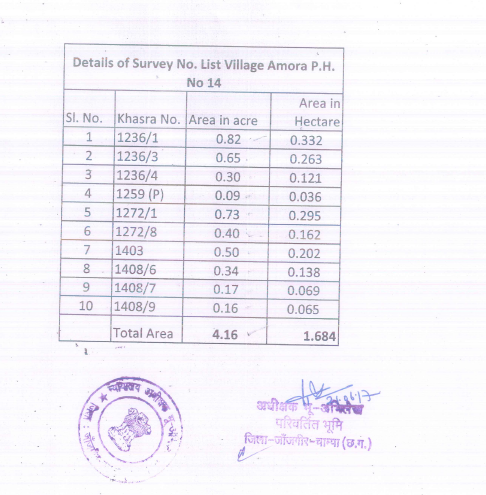 Details of Survey No. List Village Amora P.H.
No 14
Sl. No. Khasra No. Area in acre Area in Hectare
1 1236/1 0.82 0.332
2 1236/3 0.65 0.263
3 1236/4 0.30 0.121
4 1259 (P) 0.09 0.036
5 1272/1 0.73 0.295
6 1272/8 0.40 0.162
7 1403 0.50 0.202
8 1408/6 0.34 0.138
9 1408/7 0.17 0.069
10 1408/9 0.16 0.065
Total Area 4.16 1.684
अधीक्षक भू-अभिलेख
परिवर्तित भूमि
जिला-जाँजगीर-चाम्पा (छ.ग.)